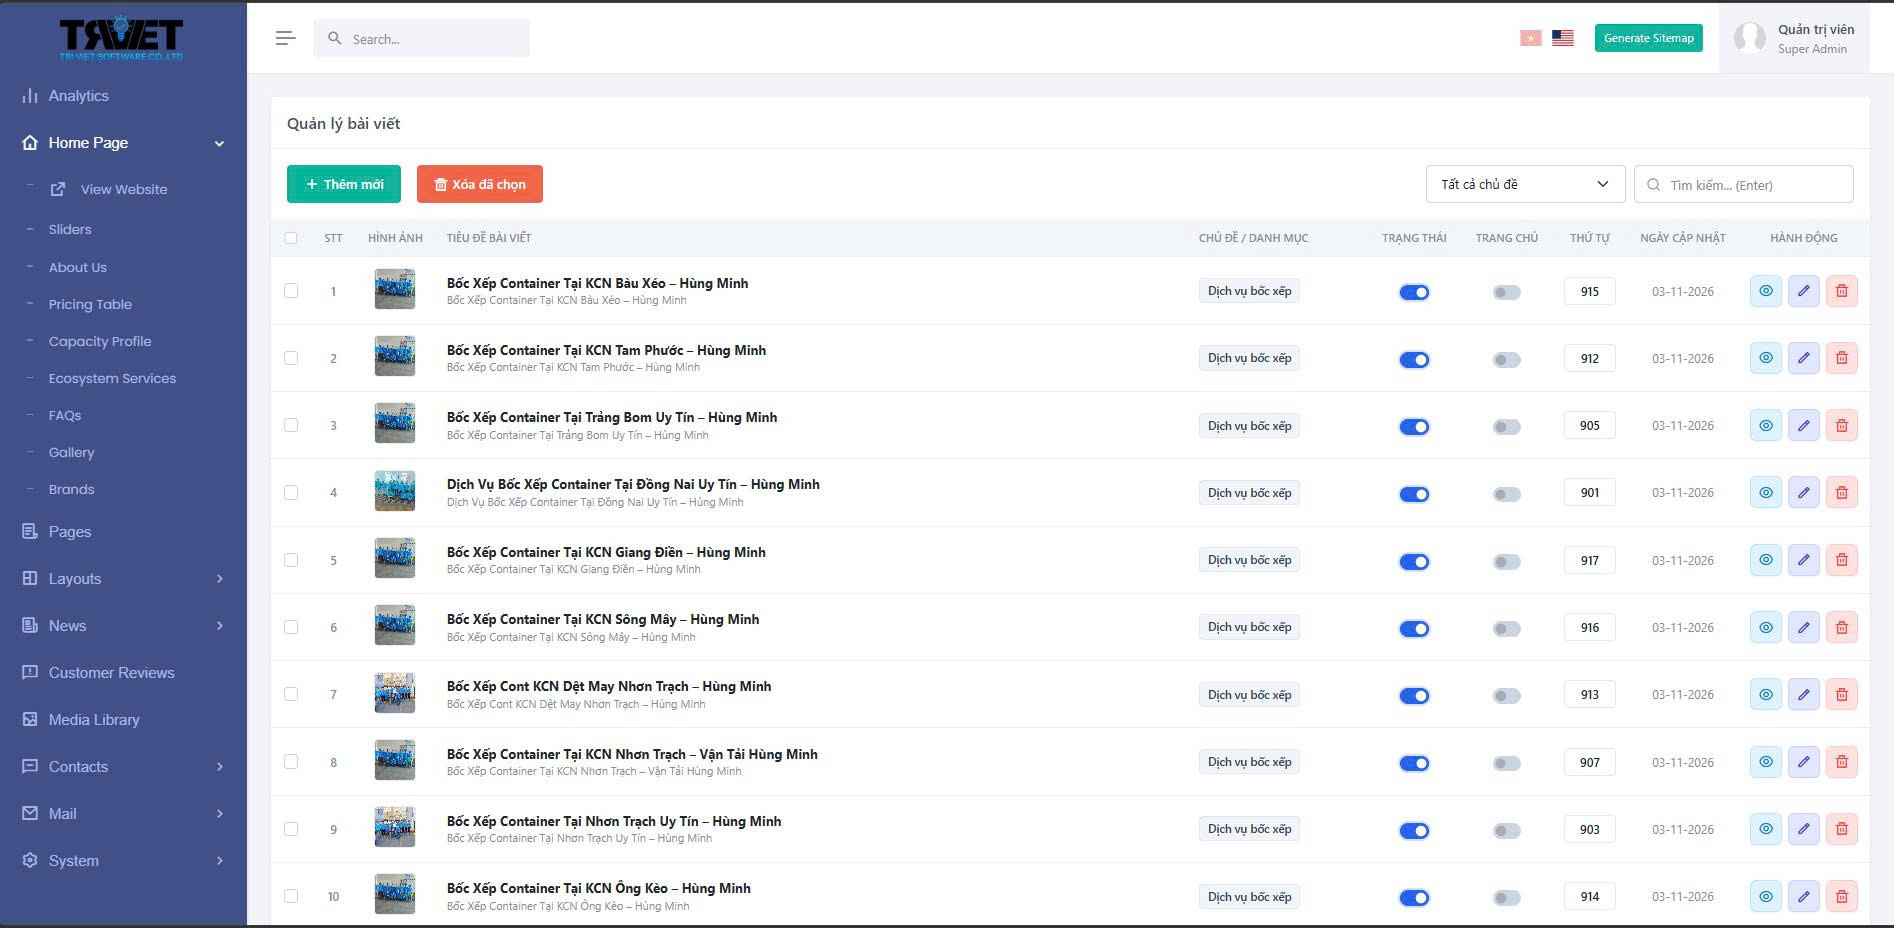 TRIVIET
TRI VIET SOFTWARE CO.,LTD
Search...
Generate Sitemap
Quản trị viên
Super Admin
Analytics
Home Page
View Website
Sliders
About Us
Pricing Table
Capacity Profile
Ecosystem Services
FAQs
Gallery
Brands
Pages
Layouts
News
Customer Reviews
Media Library
Contacts
Mail
System
Quản lý bài viết
Thêm mới
Xóa đã chọn
Tất cả chủ đề
Tìm kiếm... (Enter)
STT HÌNH ẢNH TIÊU ĐỀ BÀI VIẾT CHỦ ĐỀ / DANH MỤC TRẠNG THÁI TRANG CHỦ THỨ TỰ NGÀY CẬP NHẬT HÀNH ĐỘNG
1 Bốc Xếp Container Tại KCN Bàu Xéo – Hùng Minh Dịch vụ bốc xếp 915 03-11-2026
Bốc Xếp Container Tại KCN Bàu Xéo – Hùng Minh
2 Bốc Xếp Container Tại KCN Tam Phước – Hùng Minh Dịch vụ bốc xếp 912 03-11-2026
Bốc Xếp Container Tại KCN Tam Phước – Hùng Minh
3 Bốc Xếp Container Tại Trảng Bom Uy Tín – Hùng Minh Dịch vụ bốc xếp 905 03-11-2026
Bốc Xếp Container Tại Trảng Bom Uy Tín – Hùng Minh
4 Dịch Vụ Bốc Xếp Container Tại Đồng Nai Uy Tín – Hùng Minh Dịch vụ bốc xếp 901 03-11-2026
Dịch Vụ Bốc Xếp Container Tại Đồng Nai Uy Tín – Hùng Minh
5 Bốc Xếp Container Tại KCN Giang Điền – Hùng Minh Dịch vụ bốc xếp 917 03-11-2026
Bốc Xếp Container Tại KCN Giang Điền – Hùng Minh
6 Bốc Xếp Container Tại KCN Sông Mây – Hùng Minh Dịch vụ bốc xếp 916 03-11-2026
Bốc Xếp Container Tại KCN Sông Mây – Hùng Minh
7 Bốc Xếp Cont KCN Dệt May Nhơn Trạch – Hùng Minh Dịch vụ bốc xếp 913 03-11-2026
Bốc Xếp Cont KCN Dệt May Nhơn Trạch – Hùng Minh
8 Bốc Xếp Container Tại KCN Nhơn Trạch – Vận Tải Hùng Minh Dịch vụ bốc xếp 907 03-11-2026
Bốc Xếp Container Tại KCN Nhơn Trạch – Vận Tải Hùng Minh
9 Bốc Xếp Container Tại Nhơn Trạch Uy Tín – Hùng Minh Dịch vụ bốc xếp 903 03-11-2026
Bốc Xếp Container Tại Nhơn Trạch Uy Tín – Hùng Minh
10 Bốc Xếp Container Tại KCN Ông Kèo – Hùng Minh Dịch vụ bốc xếp 914 03-11-2026
Bốc Xếp Container Tại KCN Ông Kèo – Hùng Minh